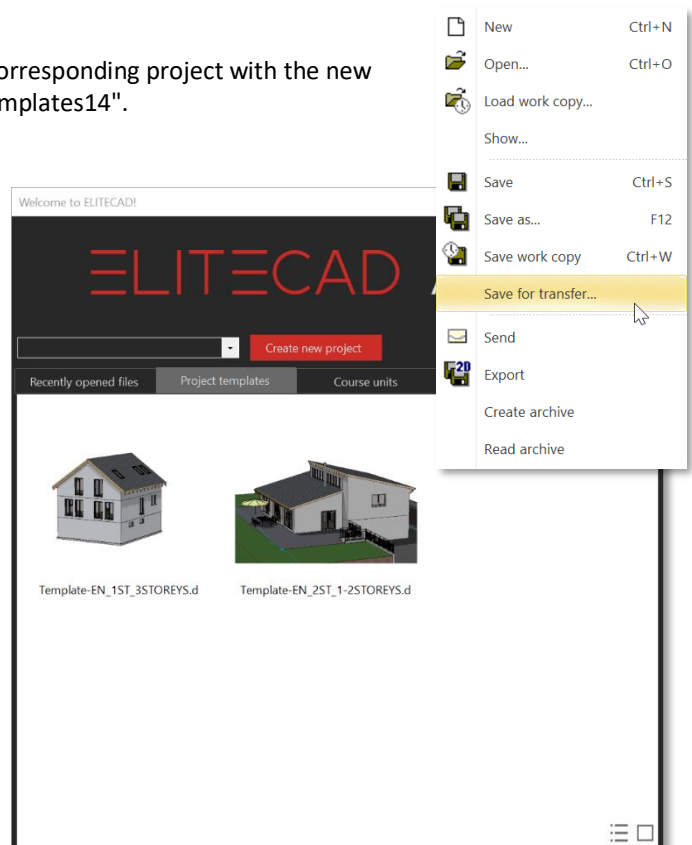 orresponding project with the new
mplates14".
New Ctrl+N
Open... Ctrl+O
Load work copy...
Show...
Save Ctrl+S
Save as... F12
Save work copy Ctrl+W
Save for transfer...
Send
2D Export
Create archive
Read archive
Welcome to ELITECAD!
ELITECAD
Create new project
Recently opened files Project templates Course units
Template-EN_1ST_3STOREYS.d Template-EN_2ST_1-2STOREYS.d